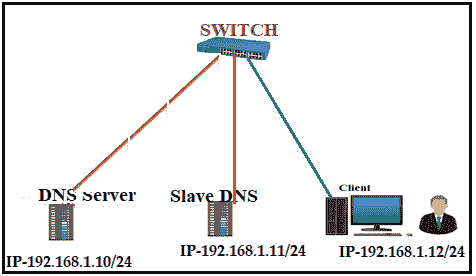 SWITCH
DNS Server
Slave DNS
Client
IP-192.168.1.10/24
IP-192.168.1.11/24
IP-192.168.1.12/24